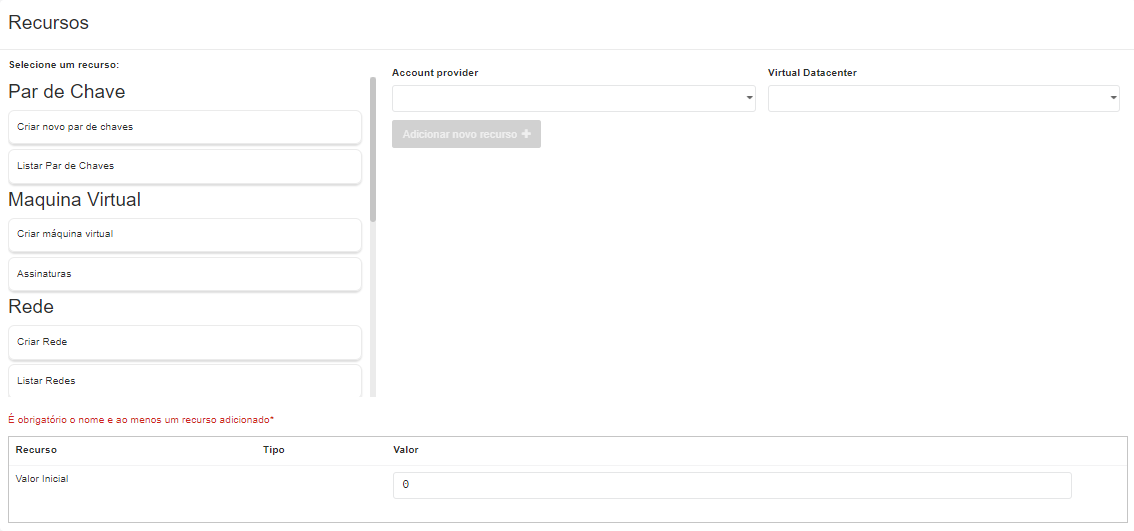 Recursos
Selecione um recurso:
Par de Chave
Criar novo par de chaves
Listar Par de Chaves
Maquina Virtual
Criar máquina virtual
Assinaturas
Rede
Criar Rede
Listar Redes
Account provider
Virtual Datacenter
Adicionar novo recurso
É obrigatório o nome e ao menos um recurso adicionado*
Recurso Tipo Valor
Valor Inicial 0